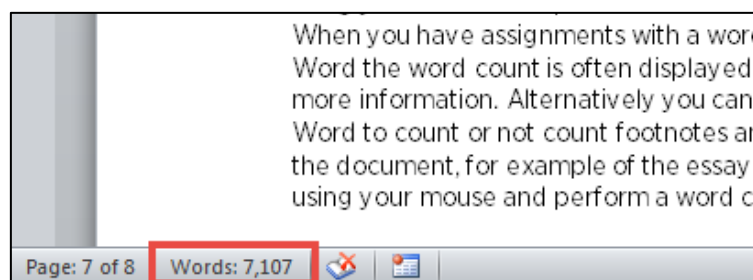 When you have assignments with a
Word the word count is often displayed
more information. Alternatively you can
Word to count or not count footnotes
the document, for example of the essay
using your mouse and perform a word
Page: 7 of 8 Words: 7,107